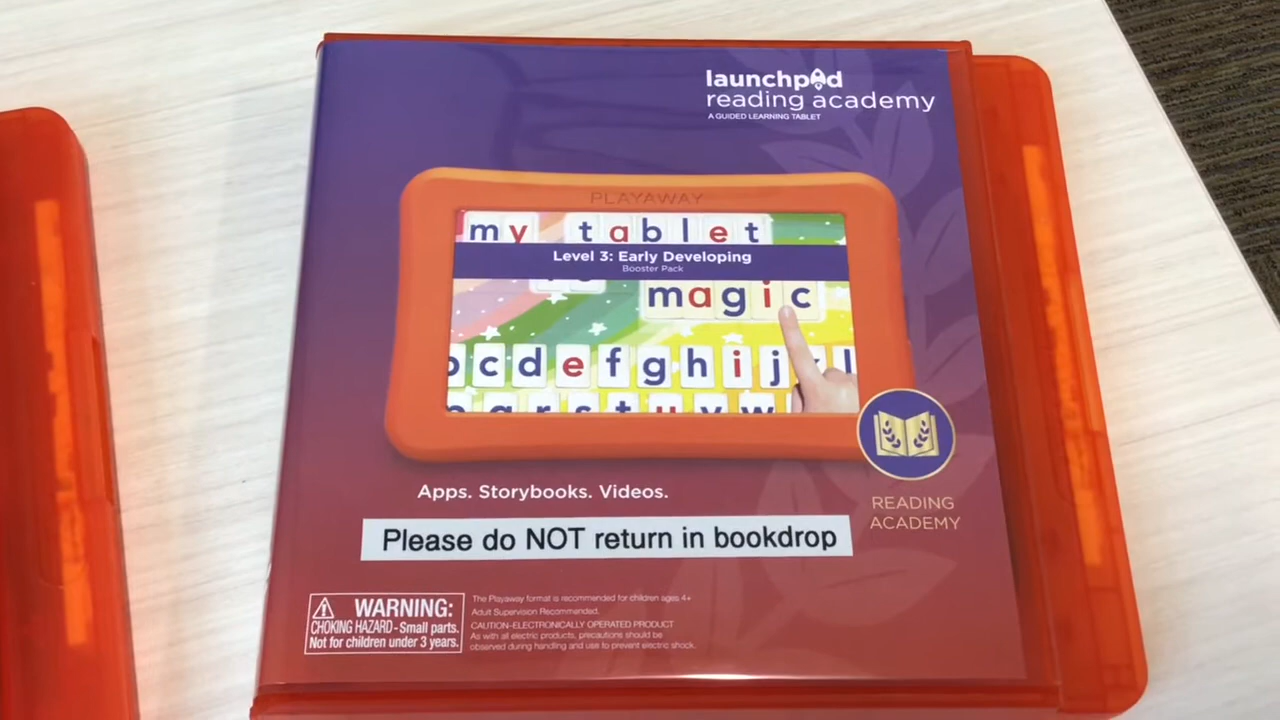 launchpad
reading academy
A GUIDED LEARNING TABLET
PLAYAWAY
my tablet
Level 3: Early Developing
Booster Pack
magic
c d e f g h i j l
q r s t u v w
Apps. Storybooks. Videos.
READING
ACADEMY
Please do NOT return in bookdrop
WARNING:
CHOKING HAZARD - Small parts.
Not for children under 3 years.
The Playaway format is recommended for children ages 4+
Adult Supervision Recommended.
CAUTION-ELECTRONICALLY OPERATED PRODUCT
As with all electric products, precautions should be
observed during handling and use to prevent electric shock.